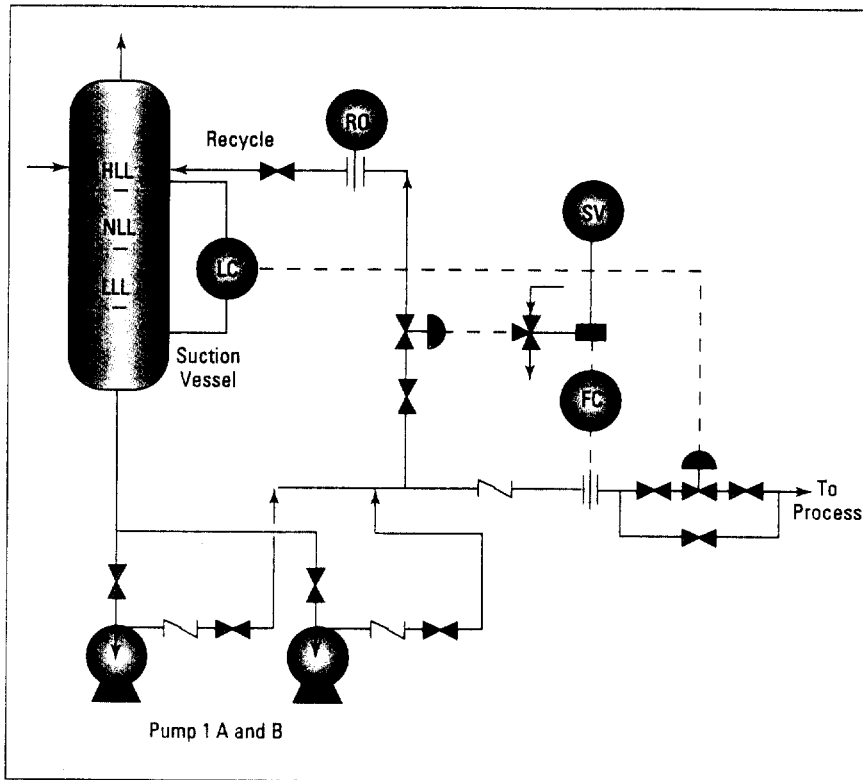 RO
Recycle
HLL
SV
NLL
LC
LLL
Suction
Vessel
FC
To
Process
Pump 1 A and B